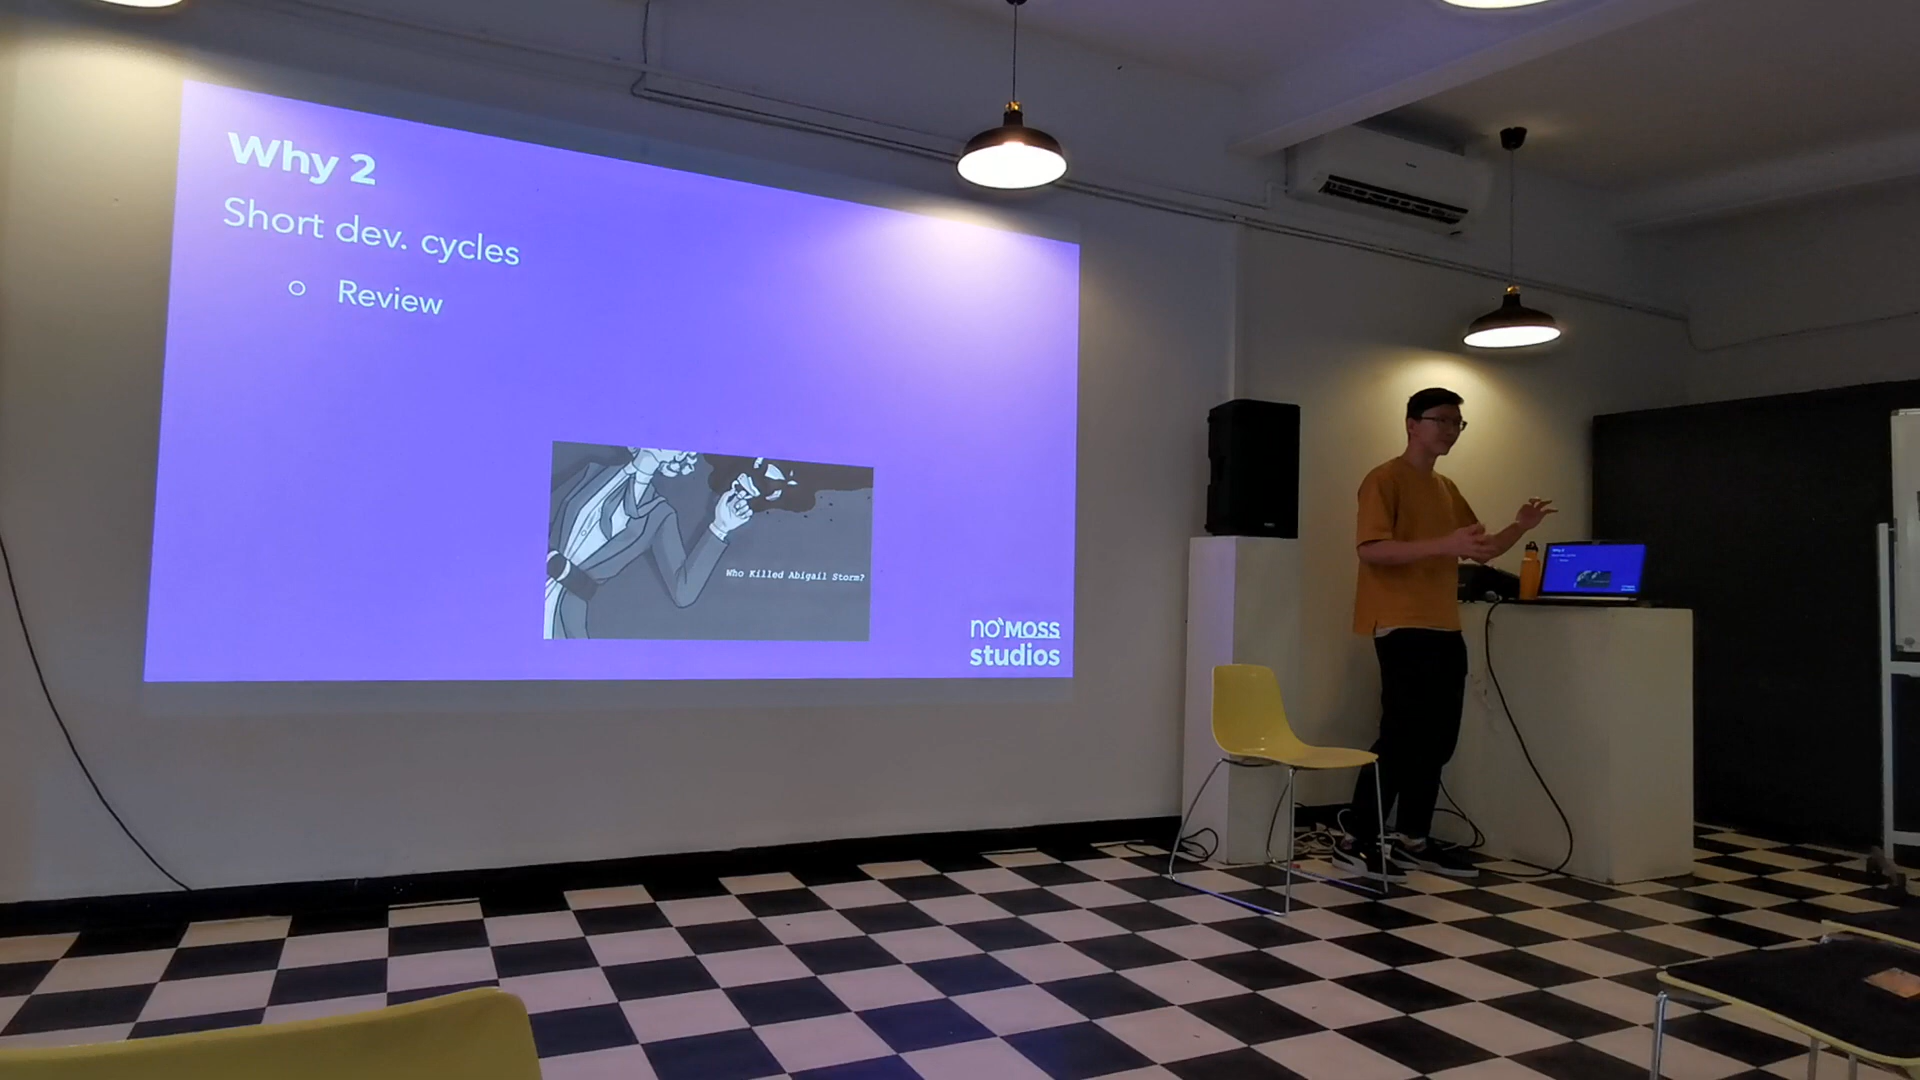 Why 2
Short dev. cycles
Review
Who Killed Abigail Storm?
no'MOSS
studios